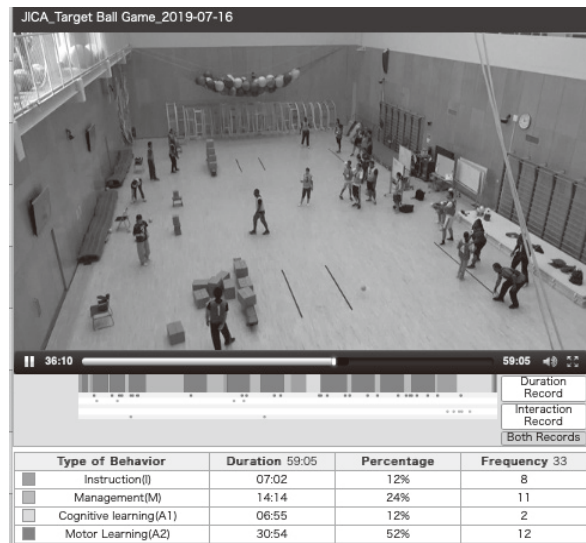 JICA_Target Ball Game_2019-07-16
36:10 59:05
Duration
Record
Interaction
Record
Both Records
Type of Behavior Duration 59:05 Percentage Frequency 33
Instruction(I) 07:02 12% 8
Management(M) 14:14 24% 11
Cognitive learning(A1) 06:55 12% 2
Motor Learning(A2) 30:54 52% 12